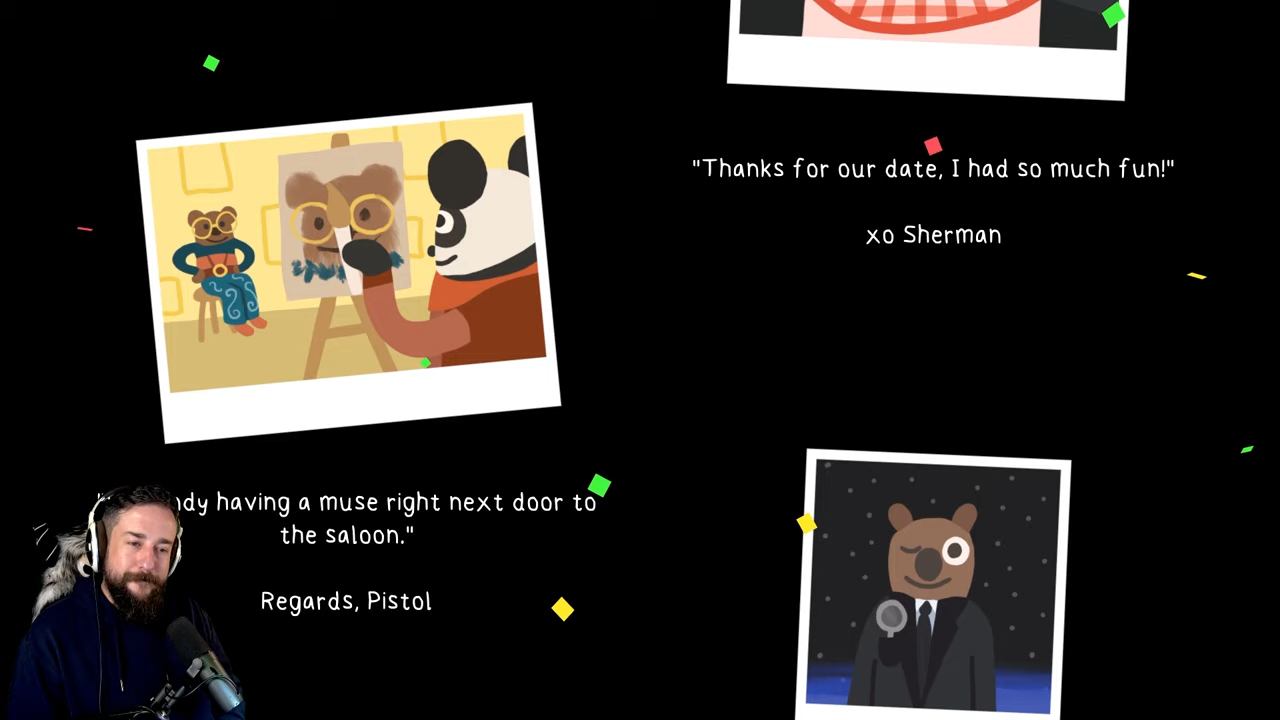 "Thanks for our date, I had so much fun!"
xo Sherman
having a muse right next door to
the saloon."
Regards, Pistol